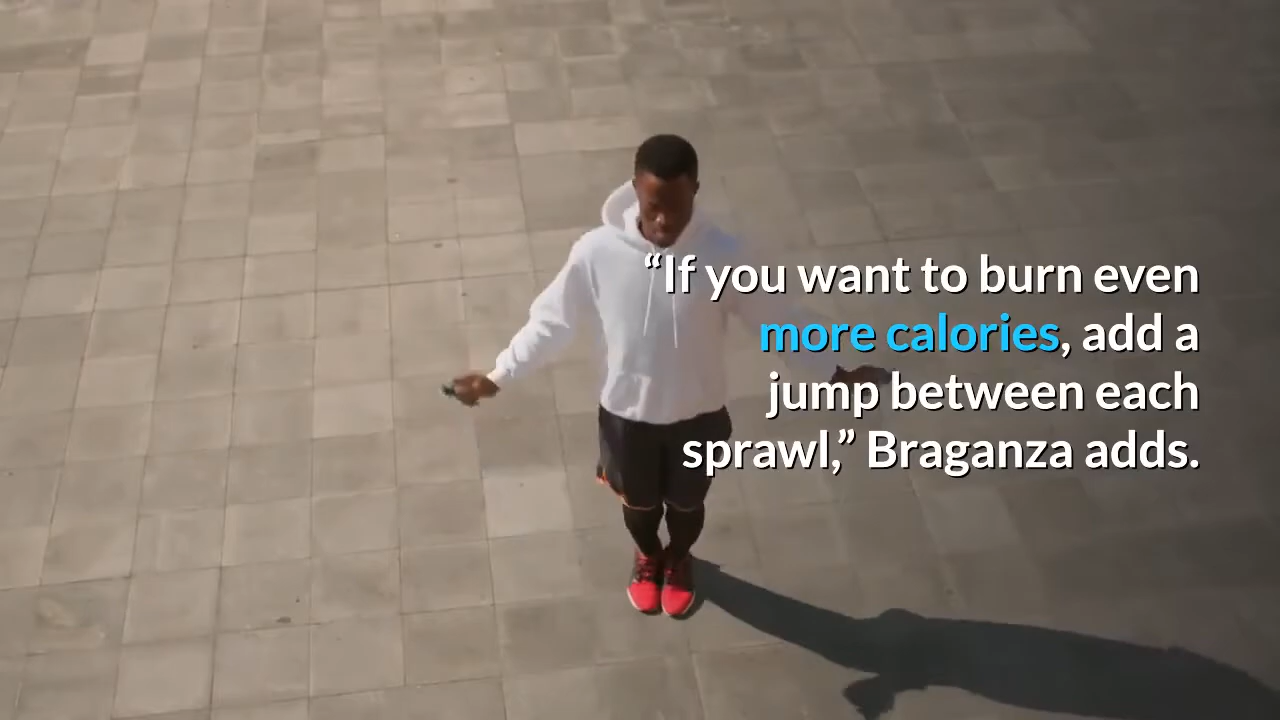 “If you want to burn even
more calories, add a
jump between each
sprawl,” Braganza adds.